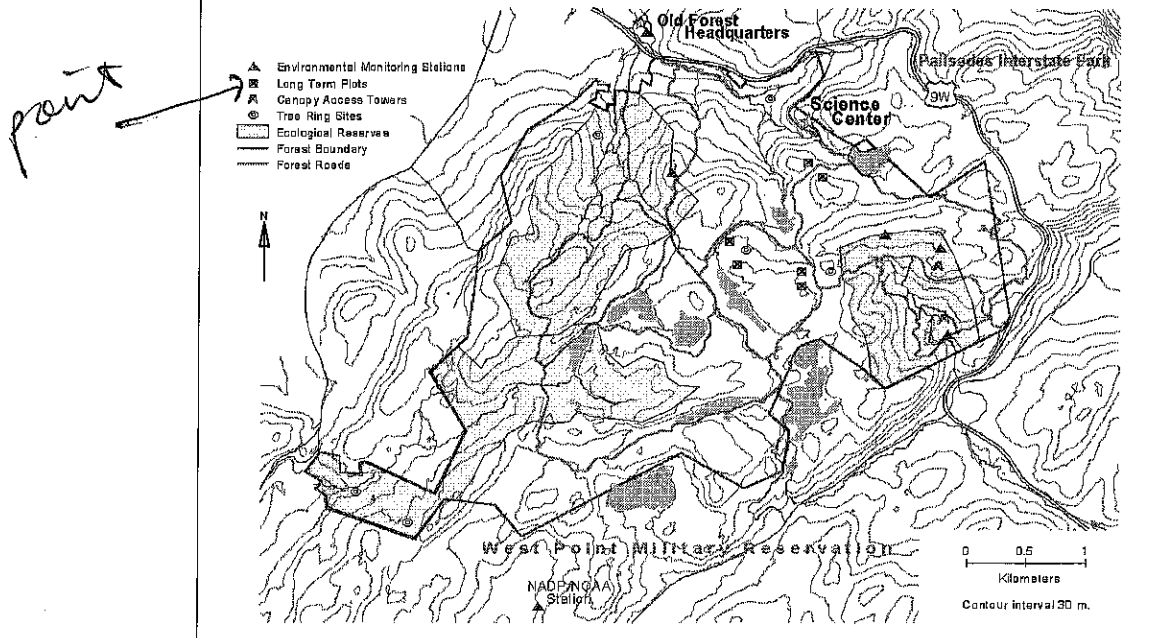 point
Old Forest
Headquarters
Environmental Monitoring Stations
Long Term Plots
Canopy Access Towers
Tree Ring Sites
Ecological Reserves
Forest Boundary
Forest Roads
Palisades Interstate Park
9W
Science
Center
N
West Point Military Reservation
NADP/NOAA
Station
0 0.5 1
Kilometers
Contour interval 30 m.